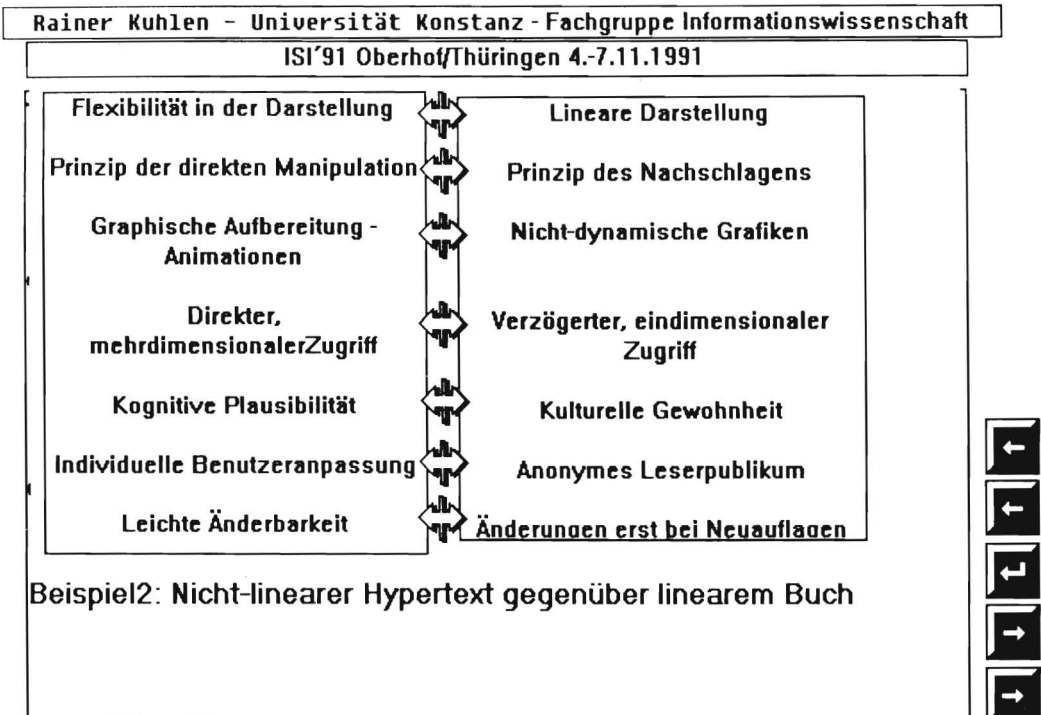 Rainer Kuhlen - Universität Konstanz - Fachgruppe Informationswissenschaft
ISI´91 Oberhof/Thüringen 4.-7.11.1991
Flexibilität in der Darstellung
Lineare Darstellung
Prinzip der direkten Manipulation
Prinzip des Nachschlagens
Graphische Aufbereitung -
Animationen
Nicht-dynamische Grafiken
Direkter,
mehrdimensionalerZugriff
Verzögerter, eindimensionaler
Zugriff
Kognitive Plausibilität
Kulturelle Gewohnheit
Individuelle Benutzeranpassung
Anonymes Leserpublikum
Leichte Änderbarkeit
Änderungen erst bei Neuauflagen
Beispiel2: Nicht-linearer Hypertext gegenüber linearem Buch